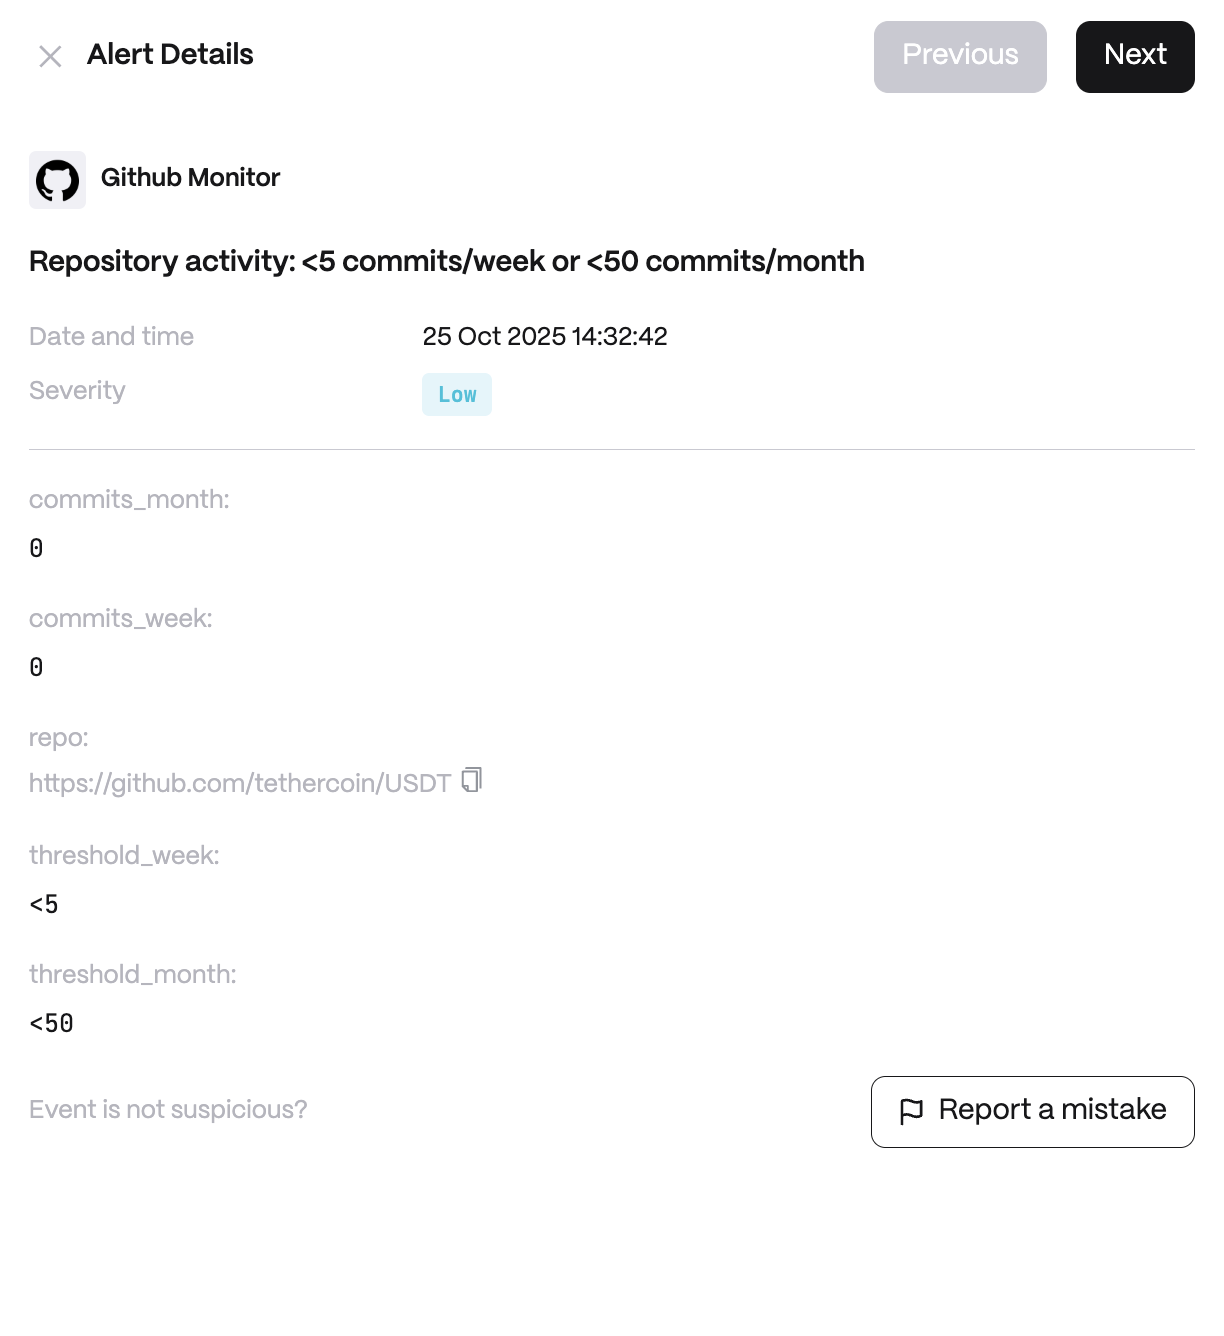 Alert Details
Previous
Next
Github Monitor
Repository activity: <5 commits/week or <50 commits/month
Date and time
25 Oct 2025 14:32:42
Severity
Low
commits_month:
0
commits_week:
0
repo:
https://github.com/tethercoin/USDT
threshold_week:
<5
threshold_month:
<50
Event is not suspicious?
Report a mistake